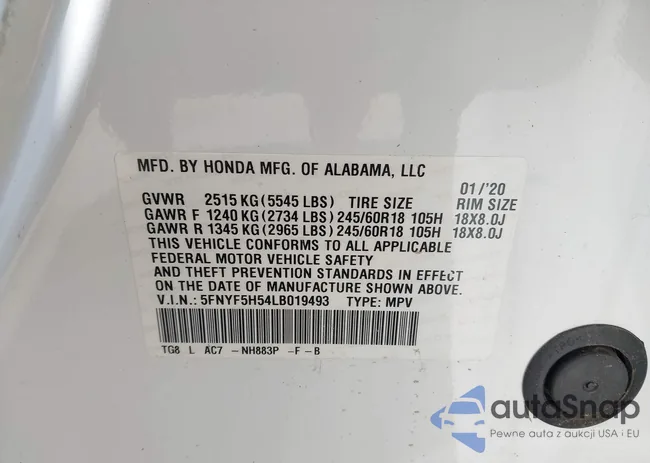 MFD. BY HONDA MFG. OF ALABAMA, LLC
01/'20
GVWR 2515 KG(5545 LBS) TIRE SIZE RIM SIZE
GAWR F 1240 KG(2734 LBS) 245/60R18 105H 18X8.0J
GAWR R 1345 KG(2965 LBS) 245/60R18 105H 18X8.0J
THIS VEHICLE CONFORMS TO ALL APPLICABLE
FEDERAL MOTOR VEHICLE SAFETY
AND THEFT PREVENTION STANDARDS IN EFFECT
ON THE DATE OF MANUFACTURE SHOWN ABOVE.
V.I.N.: 5FNYF5H54LB019493 TYPE: MPV
TG8 L AC7 -NH883P -F -B
autoSnap
Pewne auta z aukcji USA i EU